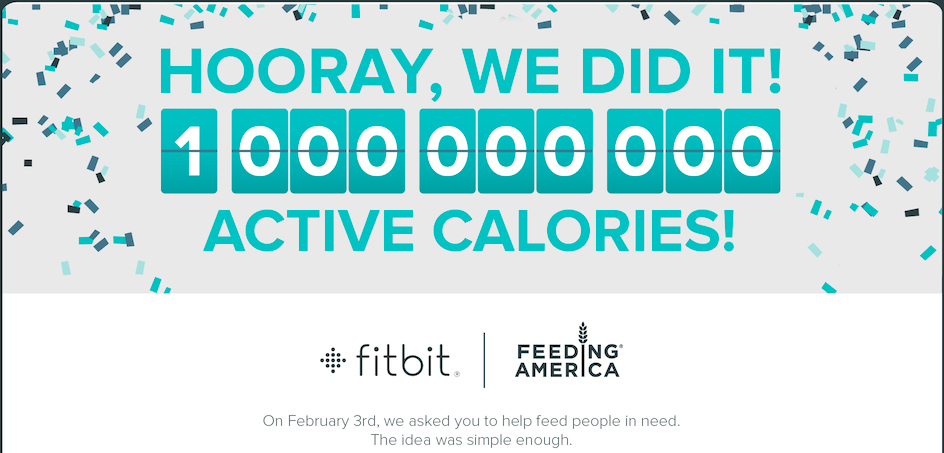 HOORAY, WE DID IT!
1 000 000 000
ACTIVE CALORIES!
fitbit®
FEEDING®
AMERICA
On February 3rd, we asked you to help feed people in need.
The idea was simple enough.